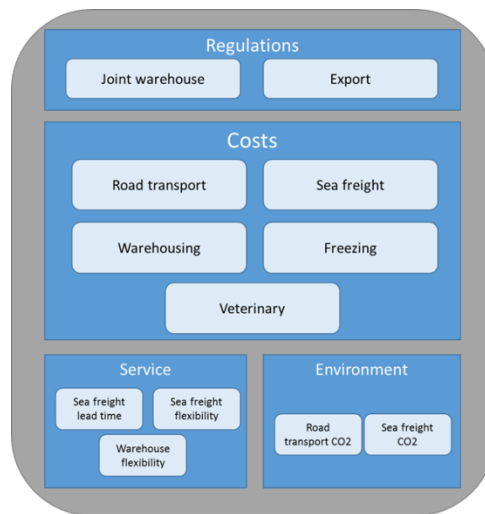 Regulations
Joint warehouse
Export
Costs
Road transport
Sea freight
Warehousing
Freezing
Veterinary
Service
Sea freight
lead time
Sea freight
flexibility
Warehouse
flexibility
Environment
Road
transport CO2
Sea freight
CO2